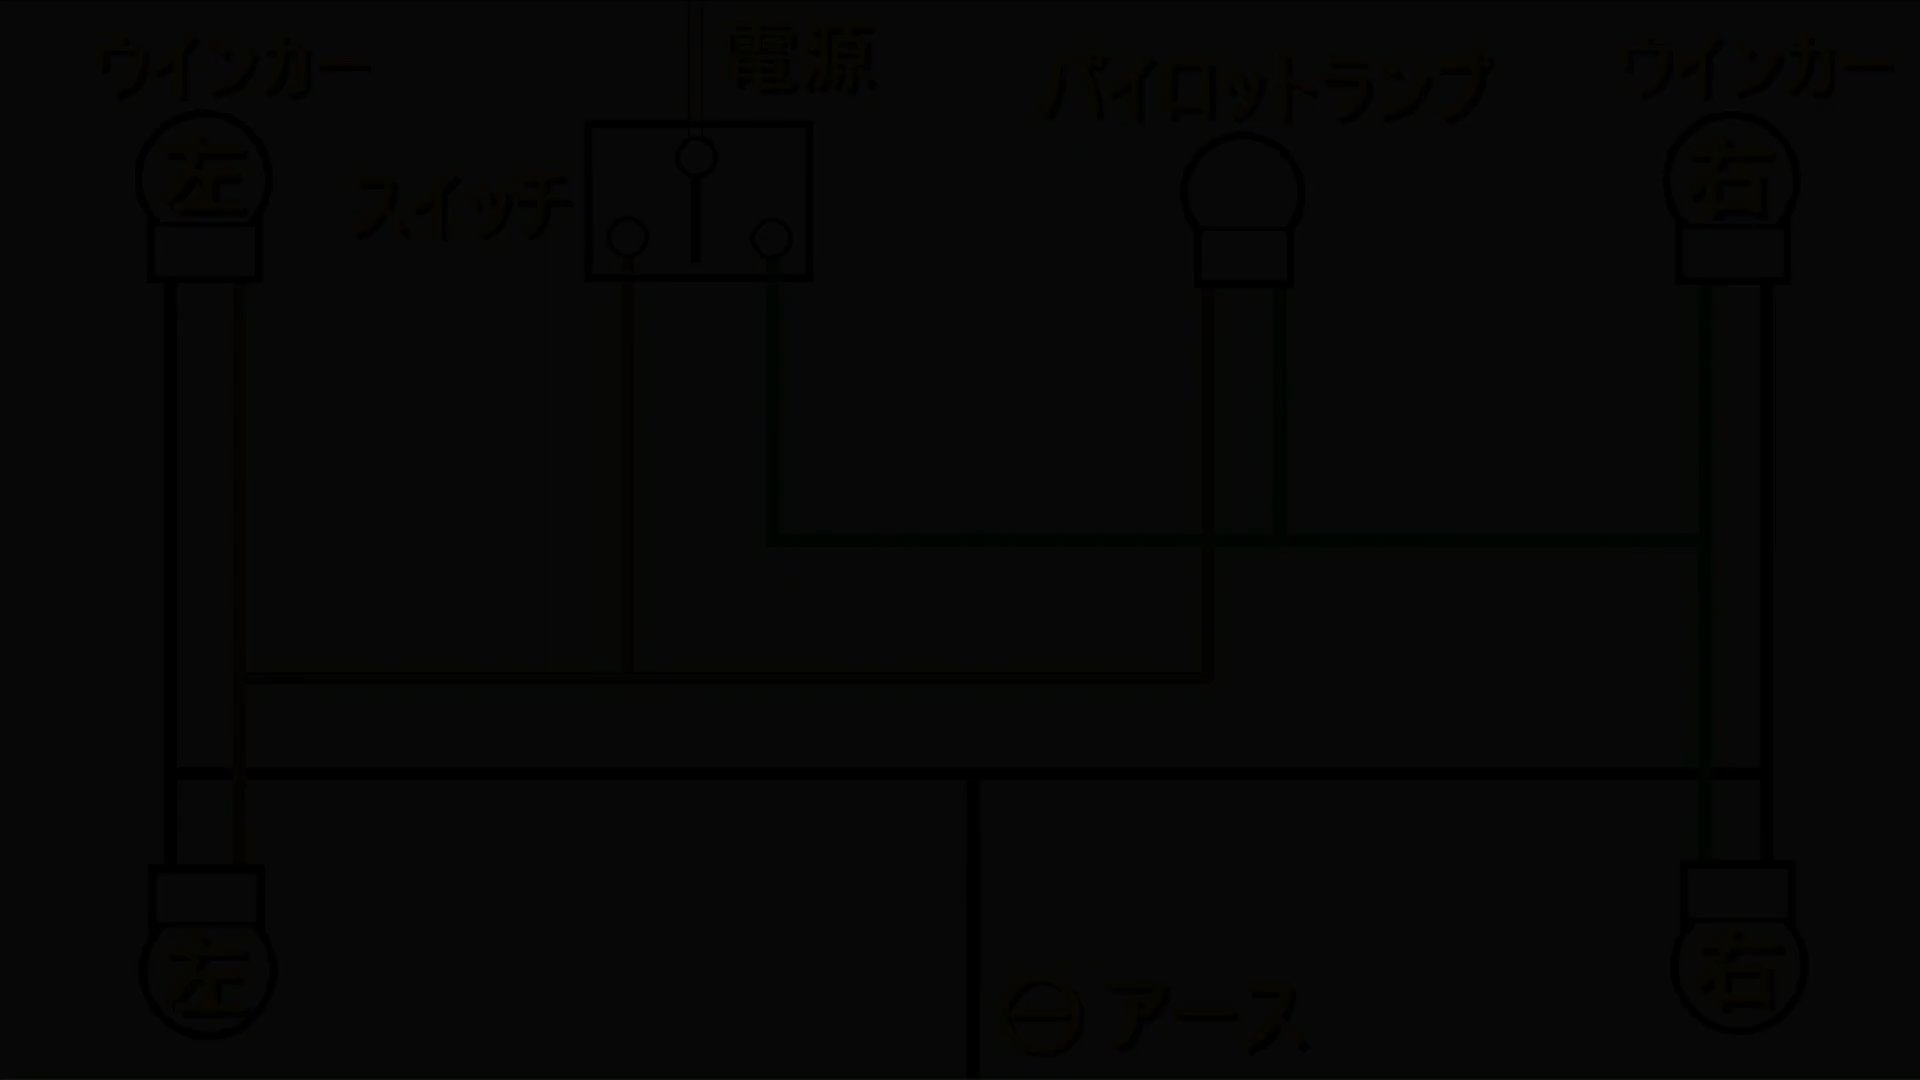 ウインカー
電源
パイロットランプ
ウインカー
左
スイッチ
右
左
右
⊖アース